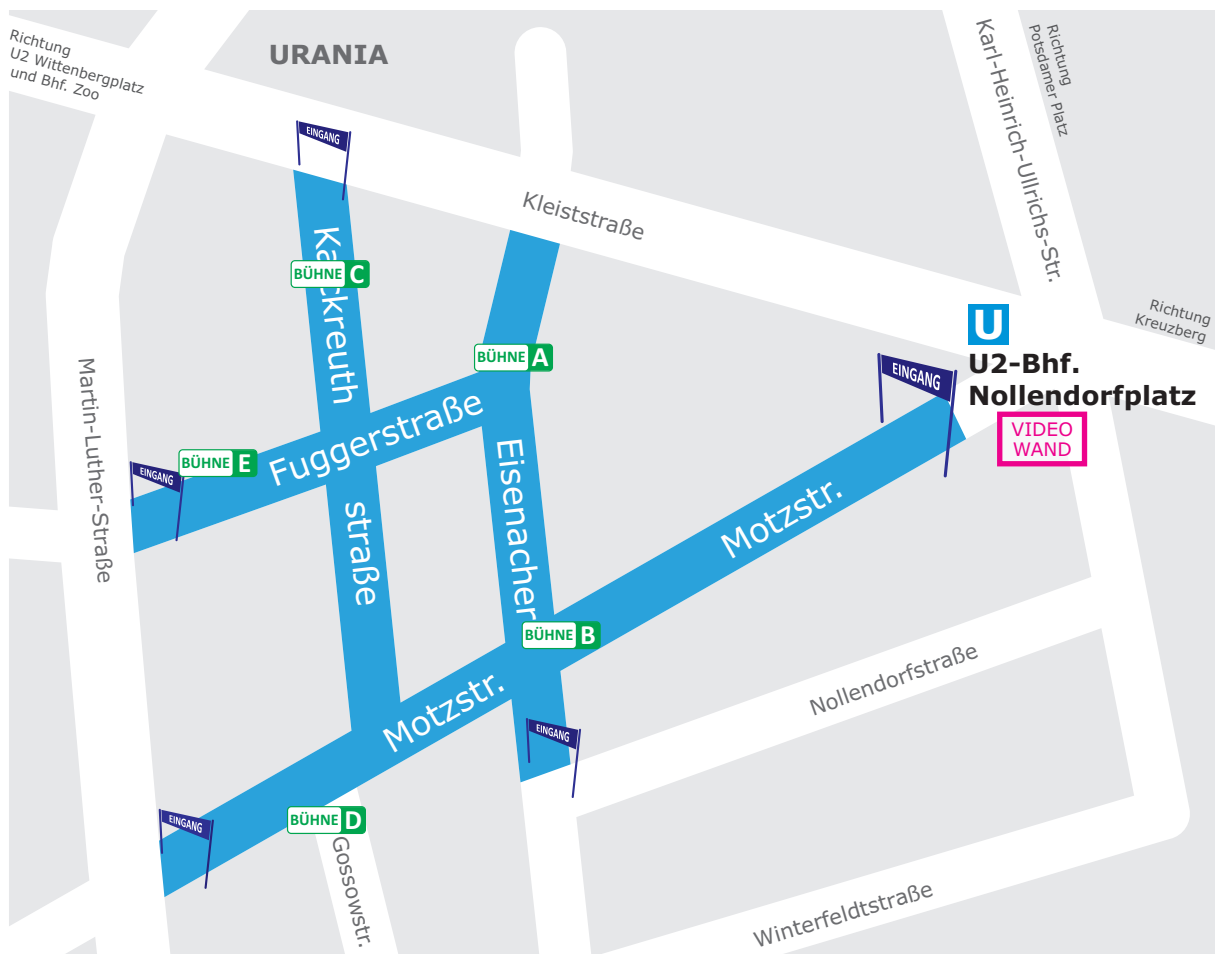 Richtung
U2 Wittenbergplatz
und Bhf. Zoo
URANIA
Karl-Heinrich-Ullrichs-Str.
Richtung
Potsdamer Platz
EINGANG
Kleiststraße
Kalckreuth
BÜHNE C
Richtung
Kreuzberg
U
U2-Bhf.
Nollendorfplatz
VIDEO
WAND
EINGANG
BÜHNE A
Martin-Luther-Straße
Fuggerstraße
BÜHNE E
EINGANG
Eisenacher
straße
Motzstr.
BÜHNE B
Motzstr.
Nollendorfstraße
EINGANG
EINGANG
BÜHNE D
Gossowstr.
Winterfeldtstraße